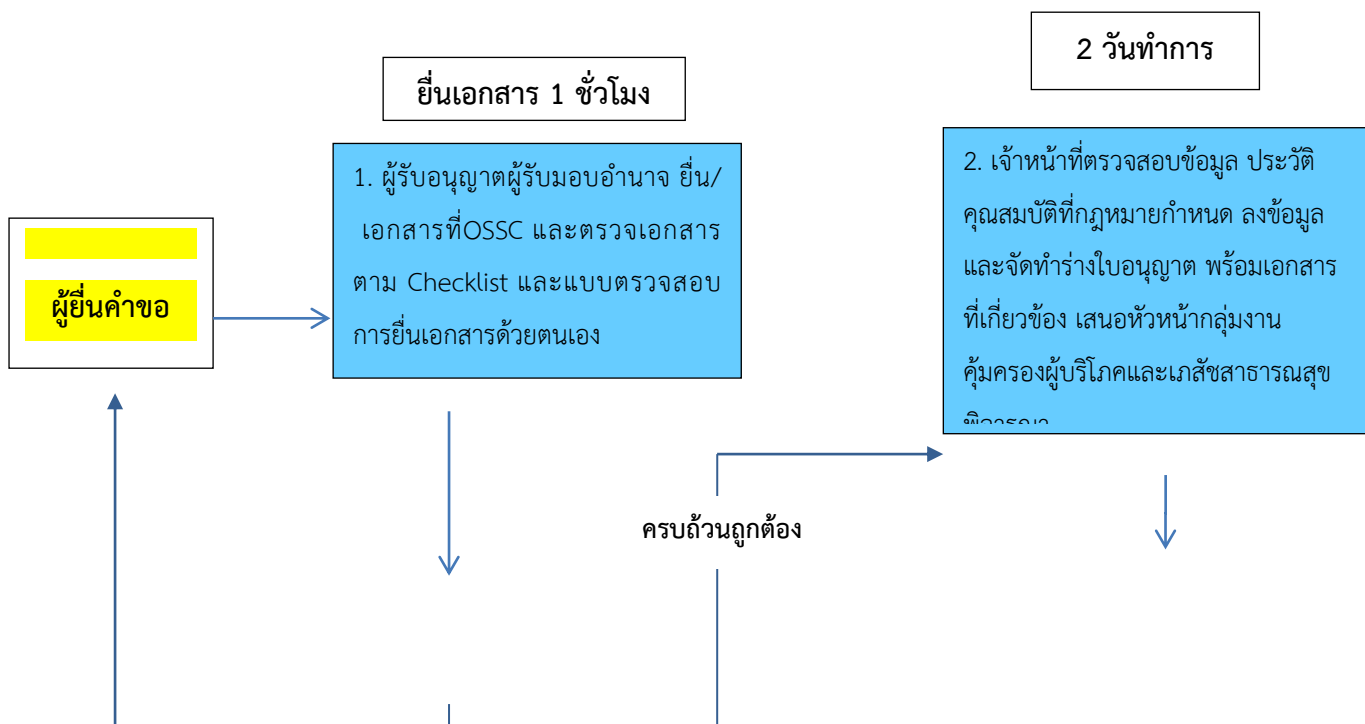 2 วันทำการ
ยื่นเอกสาร 1 ชั่วโมง
ผู้ยื่นคำขอ
1. ผู้รับอนุญาตผู้รับมอบอำนาจ ยื่น/
เอกสารที่OSSC และตรวจเอกสาร
ตาม Checklist และแบบตรวจสอบ
การยื่นเอกสารด้วยตนเอง
2. เจ้าหน้าที่ตรวจสอบข้อมูล ประวัติ
คุณสมบัติที่กฎหมายกำหนด ลงข้อมูล
และจัดทำร่างใบอนุญาต พร้อมเอกสาร
ที่เกี่ยวข้อง เสนอหัวหน้ากลุ่มงาน
คุ้มครองผู้บริโภคและเภสัชสาธารณสุข
พิจารณา
ครบถ้วนถูกต้อง